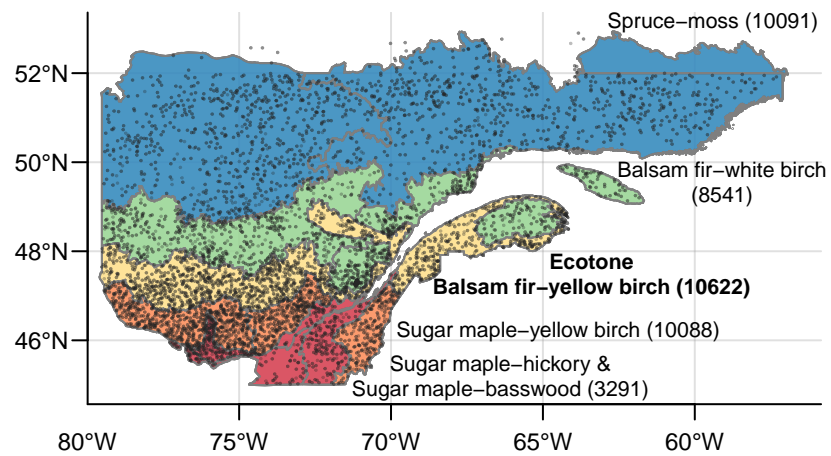 Spruce−moss (10091)
52°N
50°N
Balsam fir−white birch
(8541)
48°N
Ecotone
Balsam fir−yellow birch (10622)
46°N
Sugar maple−yellow birch (10088)
Sugar maple−hickory &
Sugar maple−basswood (3291)
80°W 75°W 70°W 65°W 60°W